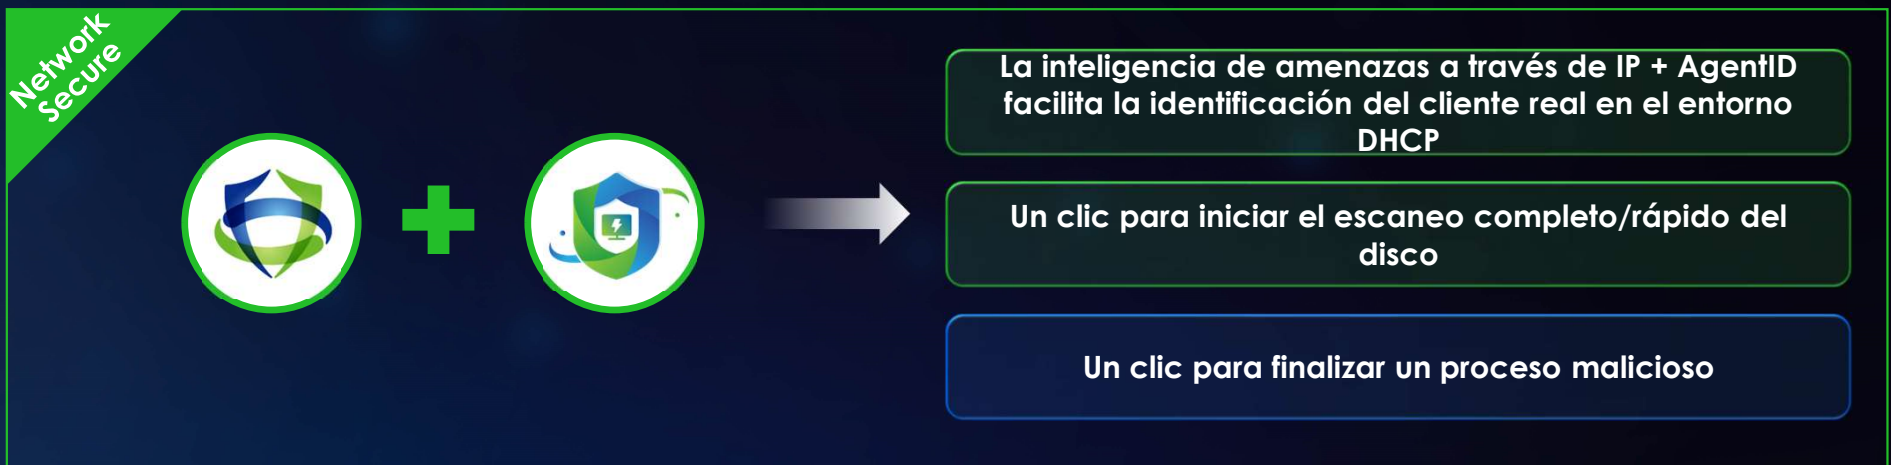 Network
Secure
La inteligencia de amenazas a través de IP + AgentID
facilita la identificación del cliente real en el entorno
DHCP
Un clic para iniciar el escaneo completo/rápido del
disco
Un clic para finalizar un proceso malicioso